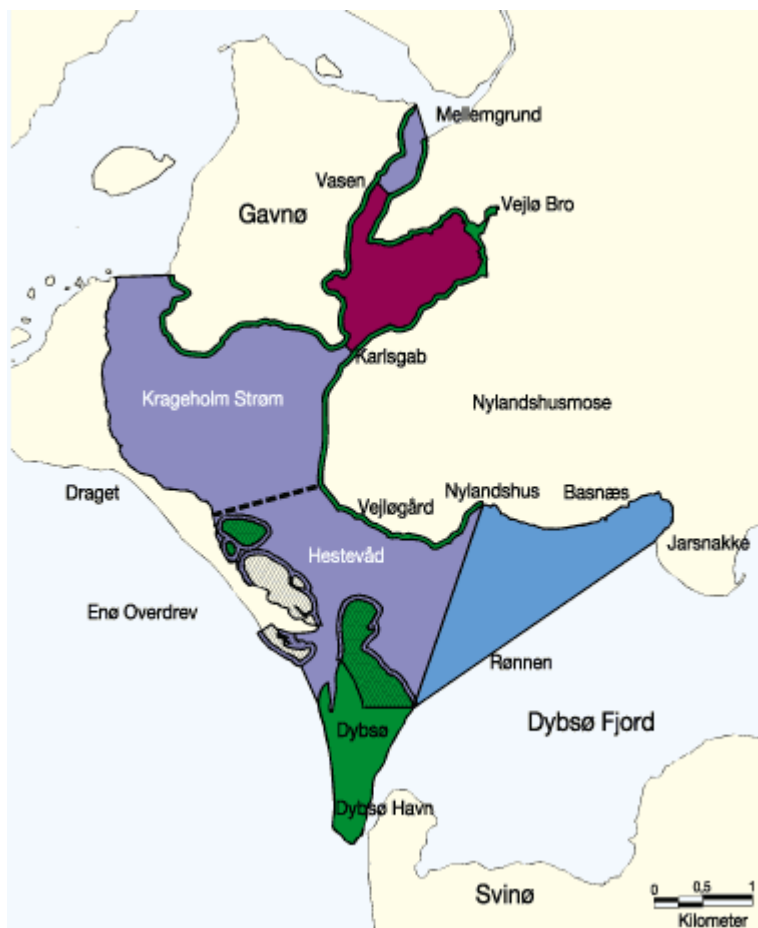 Mellemgrund
Vasen
Vejlø Bro
Gavnø
Karlsgab
Krageholm Strøm
Nylandshusmose
Draget
Vejløgård
Nylandshus
Basnæs
Jarsnakke
Hestevåd
Enø Overdrev
Rønnen
Dybsø
Dybsø Fjord
Dybsø Havn
Svinø
0 0,5 1
Kilometer